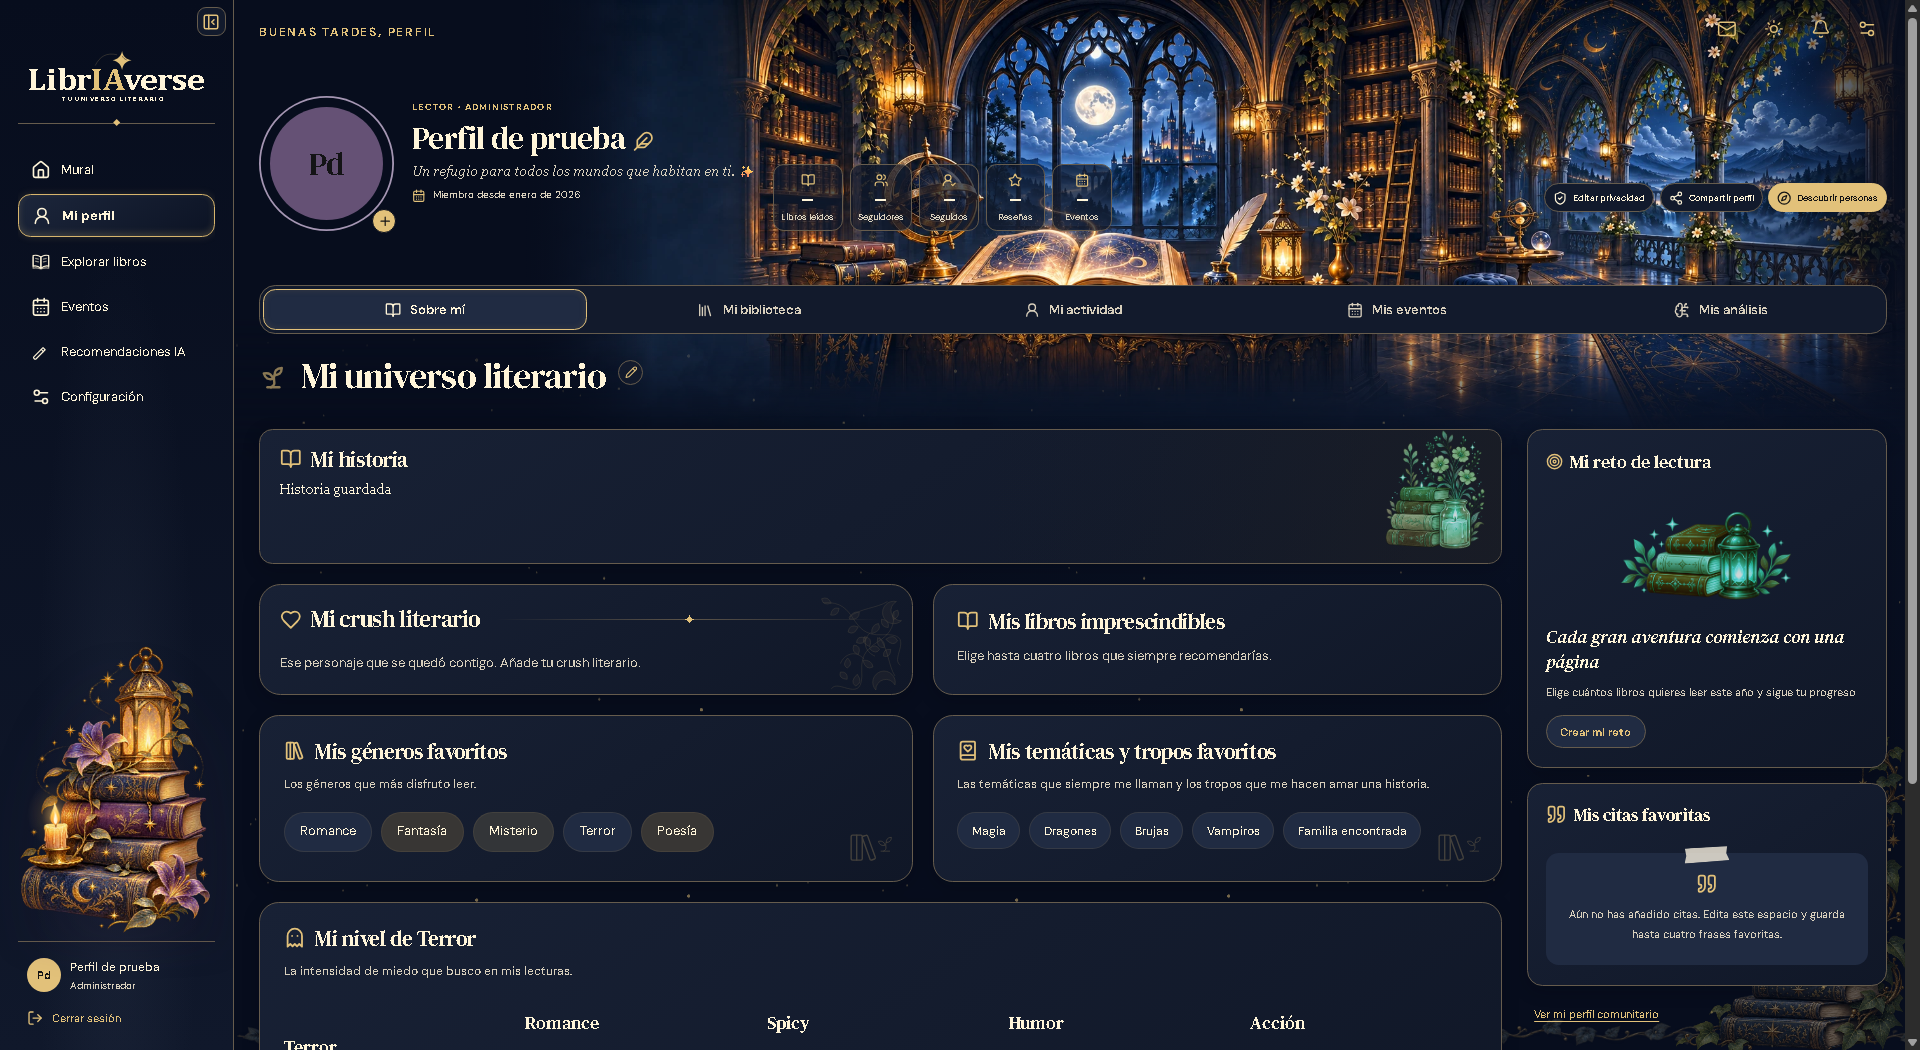 LibrIAverse
TU UNIVERSO LITERARIO
Mural
Mi perfil
Explorar libros
Eventos
Recomendaciones IA
Configuración
Pd
Perfil de prueba
Administrador
Cerrar sesión
BUENAS TARDES, PERFIL
Pd
LECTOR · ADMINISTRADOR
Perfil de prueba
Un refugio para todos los mundos que habitan en ti. ✨
Miembro desde enero de 2026
— — — — —
Libros leídos Seguidores Seguidos Reseñas Eventos
Editar privacidad Compartir perfil Descubrir personas
Sobre mí Mi biblioteca Mi actividad Mis eventos Mis análisis
Mi universo literario
Mi historia
Historia guardada
Mi crush literario
Ese personaje que se quedó contigo. Añade tu crush literario.
Mis libros imprescindibles
Elige hasta cuatro libros que siempre recomendarías.
Mis géneros favoritos
Los géneros que más disfruto leer.
Romance Fantasía Misterio Terror Poesía
Mis temáticas y tropos favoritos
Las temáticas que siempre me llaman y los tropos que me hacen amar una historia.
Magia Dragones Brujas Vampiros Familia encontrada
Mi nivel de Terror
La intensidad de miedo que busco en mis lecturas.
Romance Spicy Humor Acción
Terror
Mi reto de lectura
Cada gran aventura comienza con una
página
Elige cuántos libros quieres leer este año y sigue tu progreso
Crear mi reto
Mis citas favoritas
Aún no has añadido citas. Edita este espacio y guarda
hasta cuatro frases favoritas.
Ver mi perfil comunitario